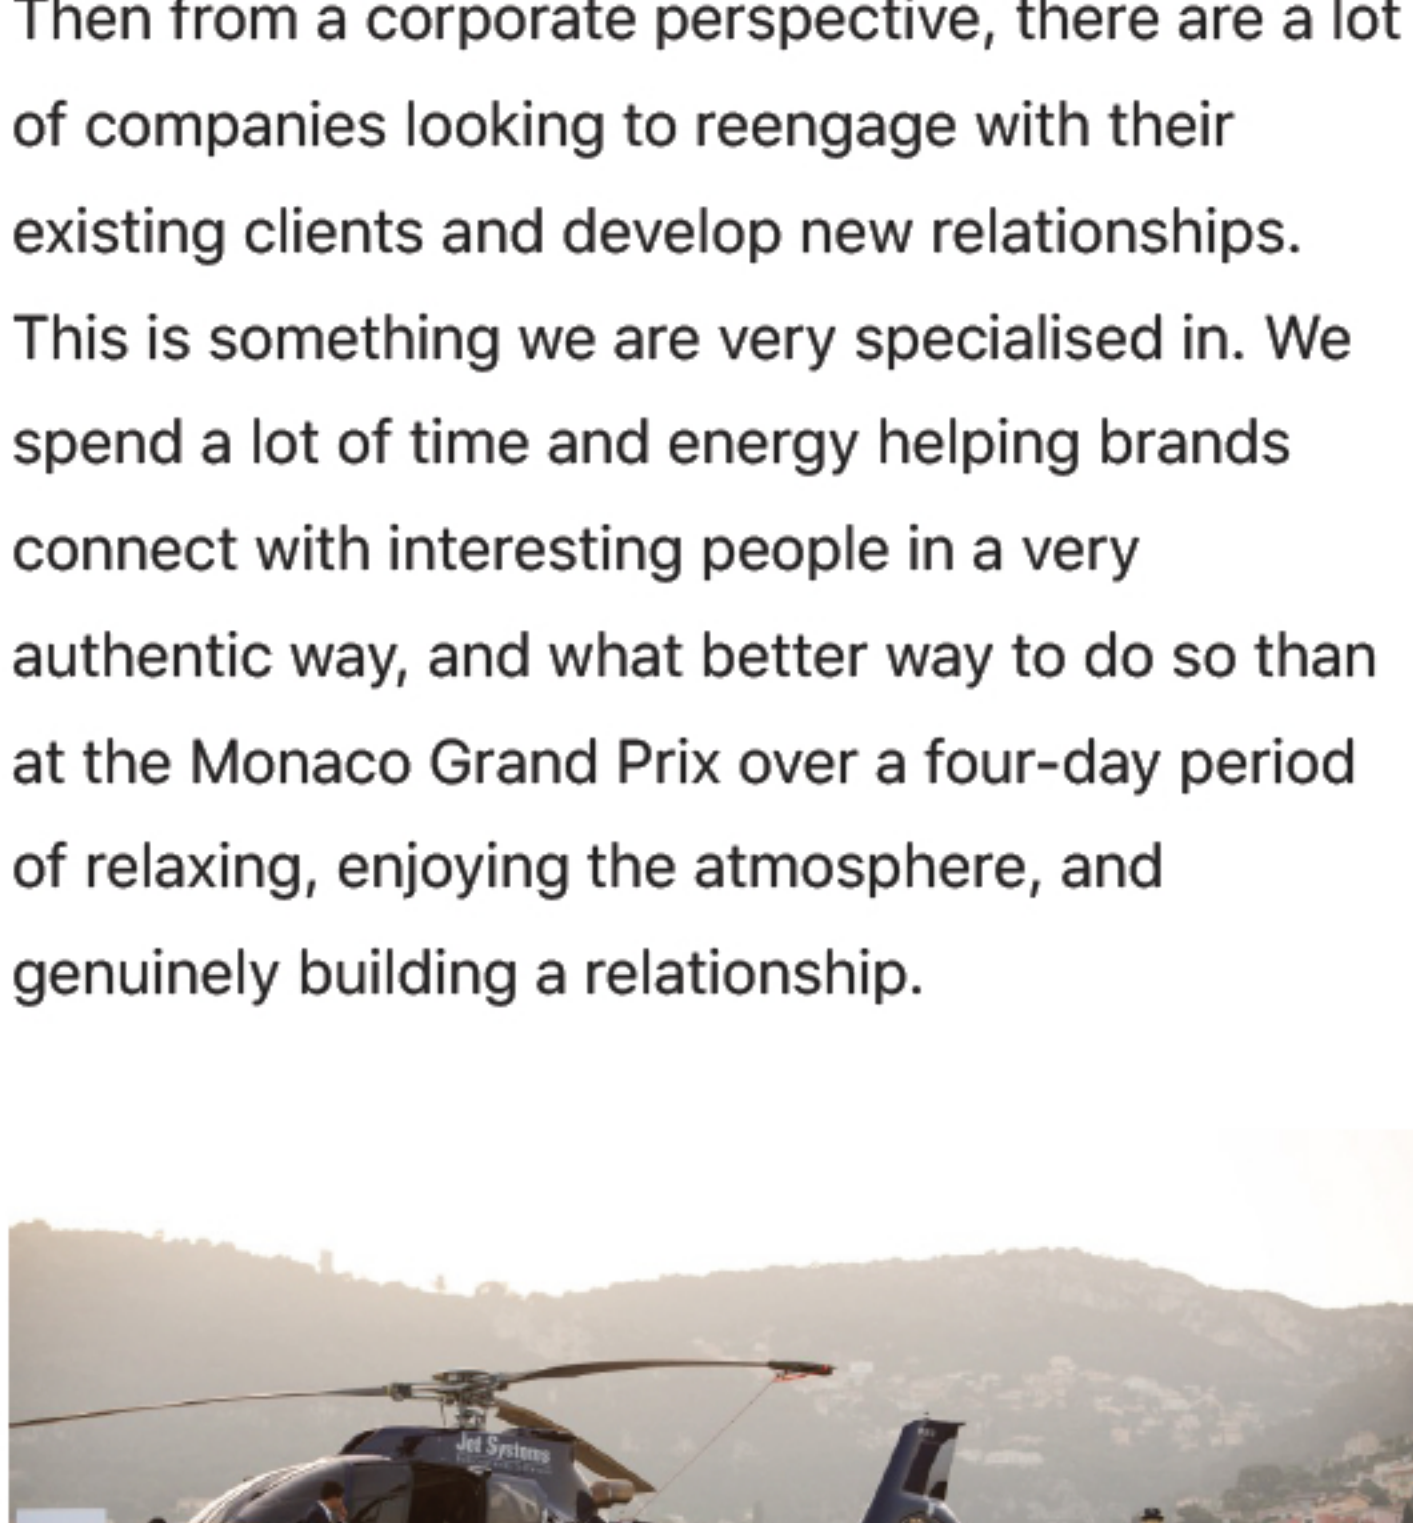 Then from a corporate perspective, there are a lot
of companies looking to reengage with their
existing clients and develop new relationships.
This is something we are very specialised in. We
spend a lot of time and energy helping brands
connect with interesting people in a very
authentic way, and what better way to do so than
at the Monaco Grand Prix over a four-day period
of relaxing, enjoying the atmosphere, and
genuinely building a relationship.
Jet Systems